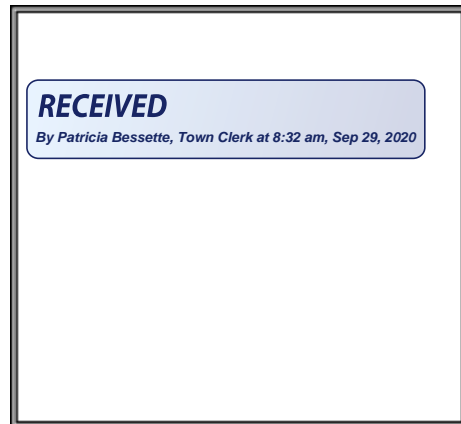 RECEIVED
By Patricia Bessette, Town Clerk at 8:32 am, Sep 29, 2020